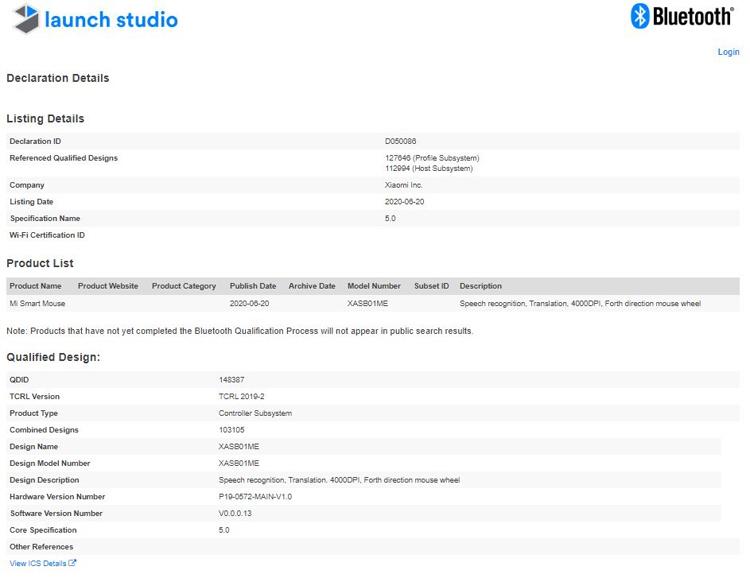 launch studio
Bluetooth®
Login
Declaration Details
Listing Details
Declaration ID D050086
Referenced Qualified Designs 127646 (Profile Subsystem)
112994 (Host Subsystem)
Company Xiaomi Inc.
Listing Date 2020-06-20
Specification Name 5.0
Wi-Fi Certification ID
Product List
Product Name Product Website Product Category Publish Date Archive Date Model Number Subset ID Description
Mi Smart Mouse 2020-06-20 XASB01ME Speech recognition, Translation, 4000DPI, Forth direction mouse wheel
Note: Products that have not yet completed the Bluetooth Qualification Process will not appear in public search results.
Qualified Design:
QDID 148387
TCRL Version TCRL 2019-2
Product Type Controller Subsystem
Combined Designs 103105
Design Name XASB01ME
Design Model Number XASB01ME
Design Description Speech recognition, Translation. 4000DPI, Forth direction mouse wheel
Hardware Version Number P19-0572-MAIN-V1.0
Software Version Number V0.0.0.13
Core Specification 5.0
Other References
View ICS Details